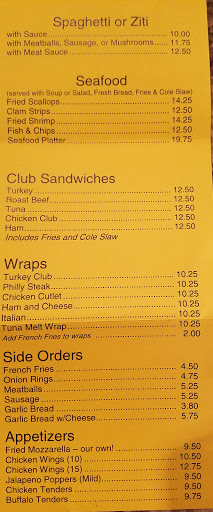 Spaghetti or Ziti
with Sauce 10.00
with Meatballs, Sausage, or Mushrooms 11.75
with Meat Sauce 12.50
Seafood
(served with Soup or Salad, Fresh Bread, Fries & Cole Slaw)
Fried Scallops 14.25
Clam Strips 12.50
Fried Shrimp 14.25
Fish & Chips 12.50
Seafood Platter 19.75
Club Sandwiches
Turkey 12.50
Roast Beef 12.50
Tuna 12.50
Chicken Club 12.50
Ham 12.50
Includes Fries and Cole Slaw
Wraps
Turkey Club 10.25
Philly Steak 10.25
Chicken Cutlet 10.25
Ham and Cheese 10.25
Italian 10.25
Tuna Melt Wrap 10.25
Add French Fries to wraps 2.00
Side Orders
French Fries 4.50
Onion Rings 4.75
Meatballs 5.25
Sausage 5.25
Garlic Bread 3.80
Garlic Bread w/Cheese 5.75
Appetizers
Fried Mozzarella – our own! 9.50
Chicken Wings (10) 10.50
Chicken Wings (15) 12.75
Jalapeno Poppers (Mild) 9.50
Chicken Tenders 9.50
Buffalo Tenders 9.75